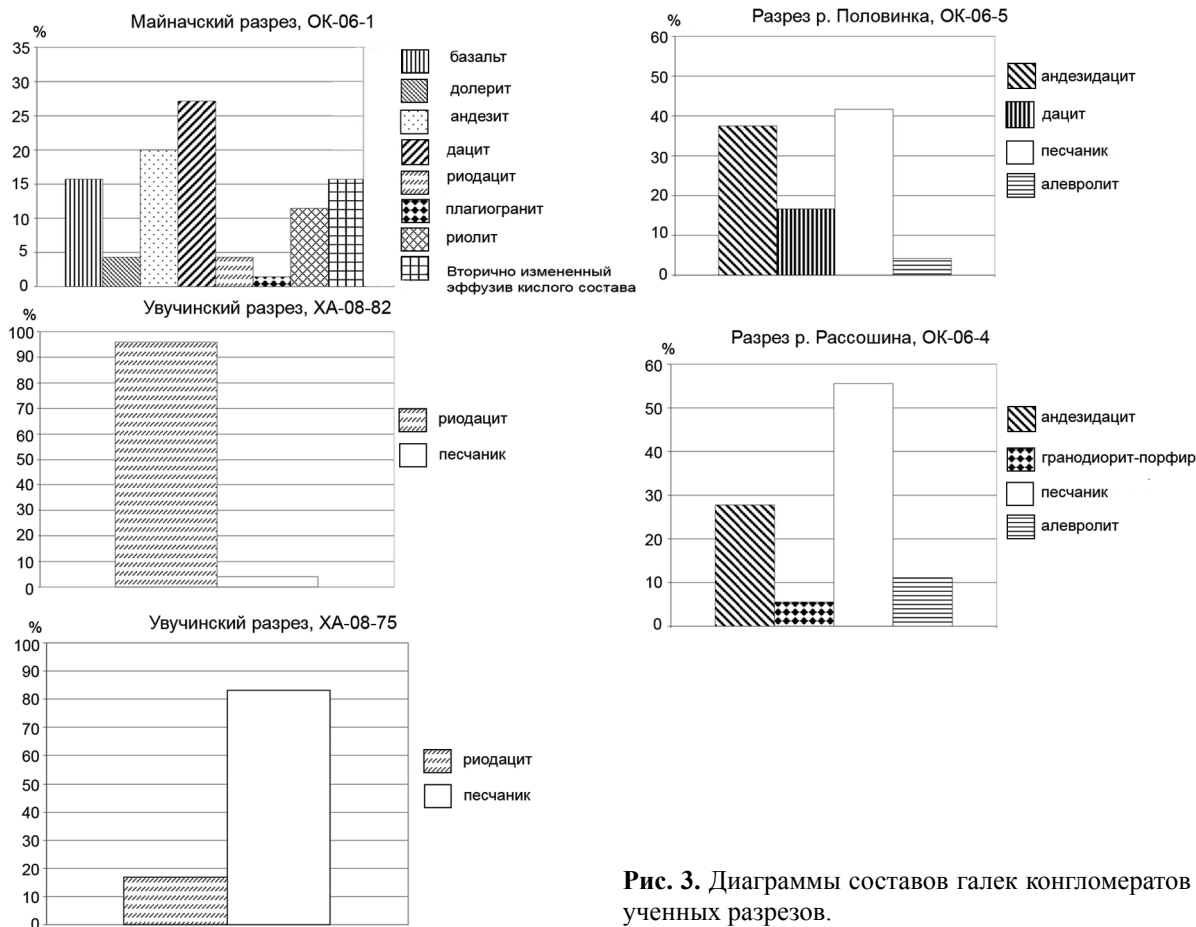 Майначский разрез, ОК-06-1
%
35
30
25
20
15
10
5
0
базальт
долерит
андезит
дацит
риодацит
плагиогранит
риолит
Вторично измененный
эффузив кислого состава
Увучинский разрез, ХА-08-82
%
100
90
80
70
60
50
40
30
20
10
0
риодацит
песчаник
Увучинский разрез, ХА-08-75
%
100
90
80
70
60
50
40
30
20
10
0
риодацит
песчаник
Разрез р. Половинка, ОК-06-5
%
60
50
40
30
20
10
0
андезидацит
дацит
песчаник
алевролит
Разрез р. Рассошина, ОК-06-4
%
60
50
40
30
20
10
0
андезидацит
гранодиорит-порфир
песчаник
алевролит
Рис. 3. Диаграммы составов галек конгломератов
ученных разрезов.